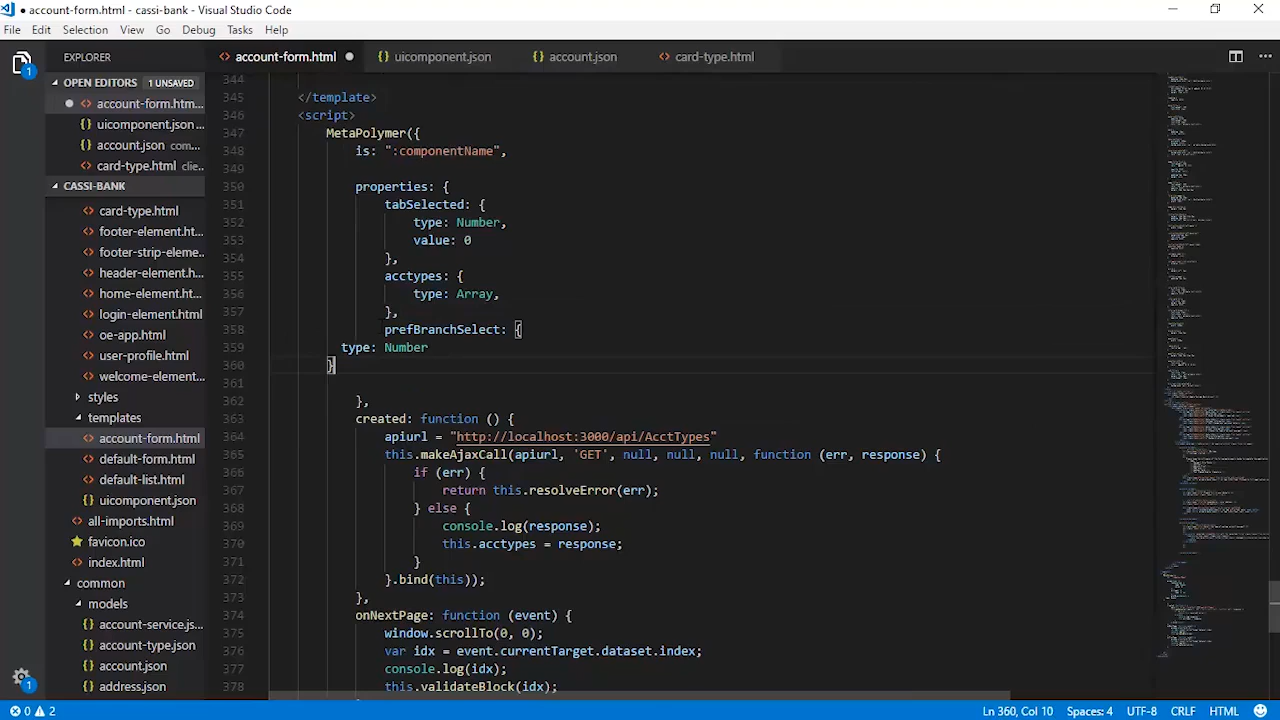 account-form.html - cassi-bank - Visual Studio Code
File Edit Selection View Go Debug Tasks Help
EXPLORER
account-form.html
uicomponent.json
account.json
card-type.html
OPEN EDITORS 1 UNSAVED
account-form.htm...
uicomponent.json ...
account.json com...
card-type.html clie...
CASSI-BANK
card-type.html
footer-element.ht...
footer-strip-eleme...
header-element.h...
home-element.ht...
login-element.html
oe-app.html
user-profile.html
welcome-element...
styles
templates
account-form.html
default-form.html
default-list.html
uicomponent.json
all-imports.html
favicon.ico
index.html
common
models
account-service.js...
account-type.json
account.json
address.json
1
1
344
345 </template>
346 <script>
347 MetaPolymer({
348 is: ":componentName",
349
350 properties: {
351 tabSelected: {
352 type: Number,
353 value: 0
354 },
355 acctypes: {
356 type: Array,
357 },
358 prefBranchSelect: {
359 type: Number
360 }
361
362 },
363 created: function () {
364 apiurl = "http://localhost:3000/api/AcctTypes"
365 this.makeAjaxCall(apiurl, 'GET', null, null, null, function (err, response) {
366 if (err) {
367 return this.resolveError(err);
368 } else {
369 console.log(response);
370 this.acctypes = response;
371 }
372 }.bind(this));
373 },
374 onNextPage: function (event) {
375 window.scrollTo(0, 0);
376 var idx = event.currentTarget.dataset.index;
377 console.log(idx);
378 this.validateBlock(idx);
0 2
Ln 360, Col 10 Spaces: 4 UTF-8 CRLF HTML